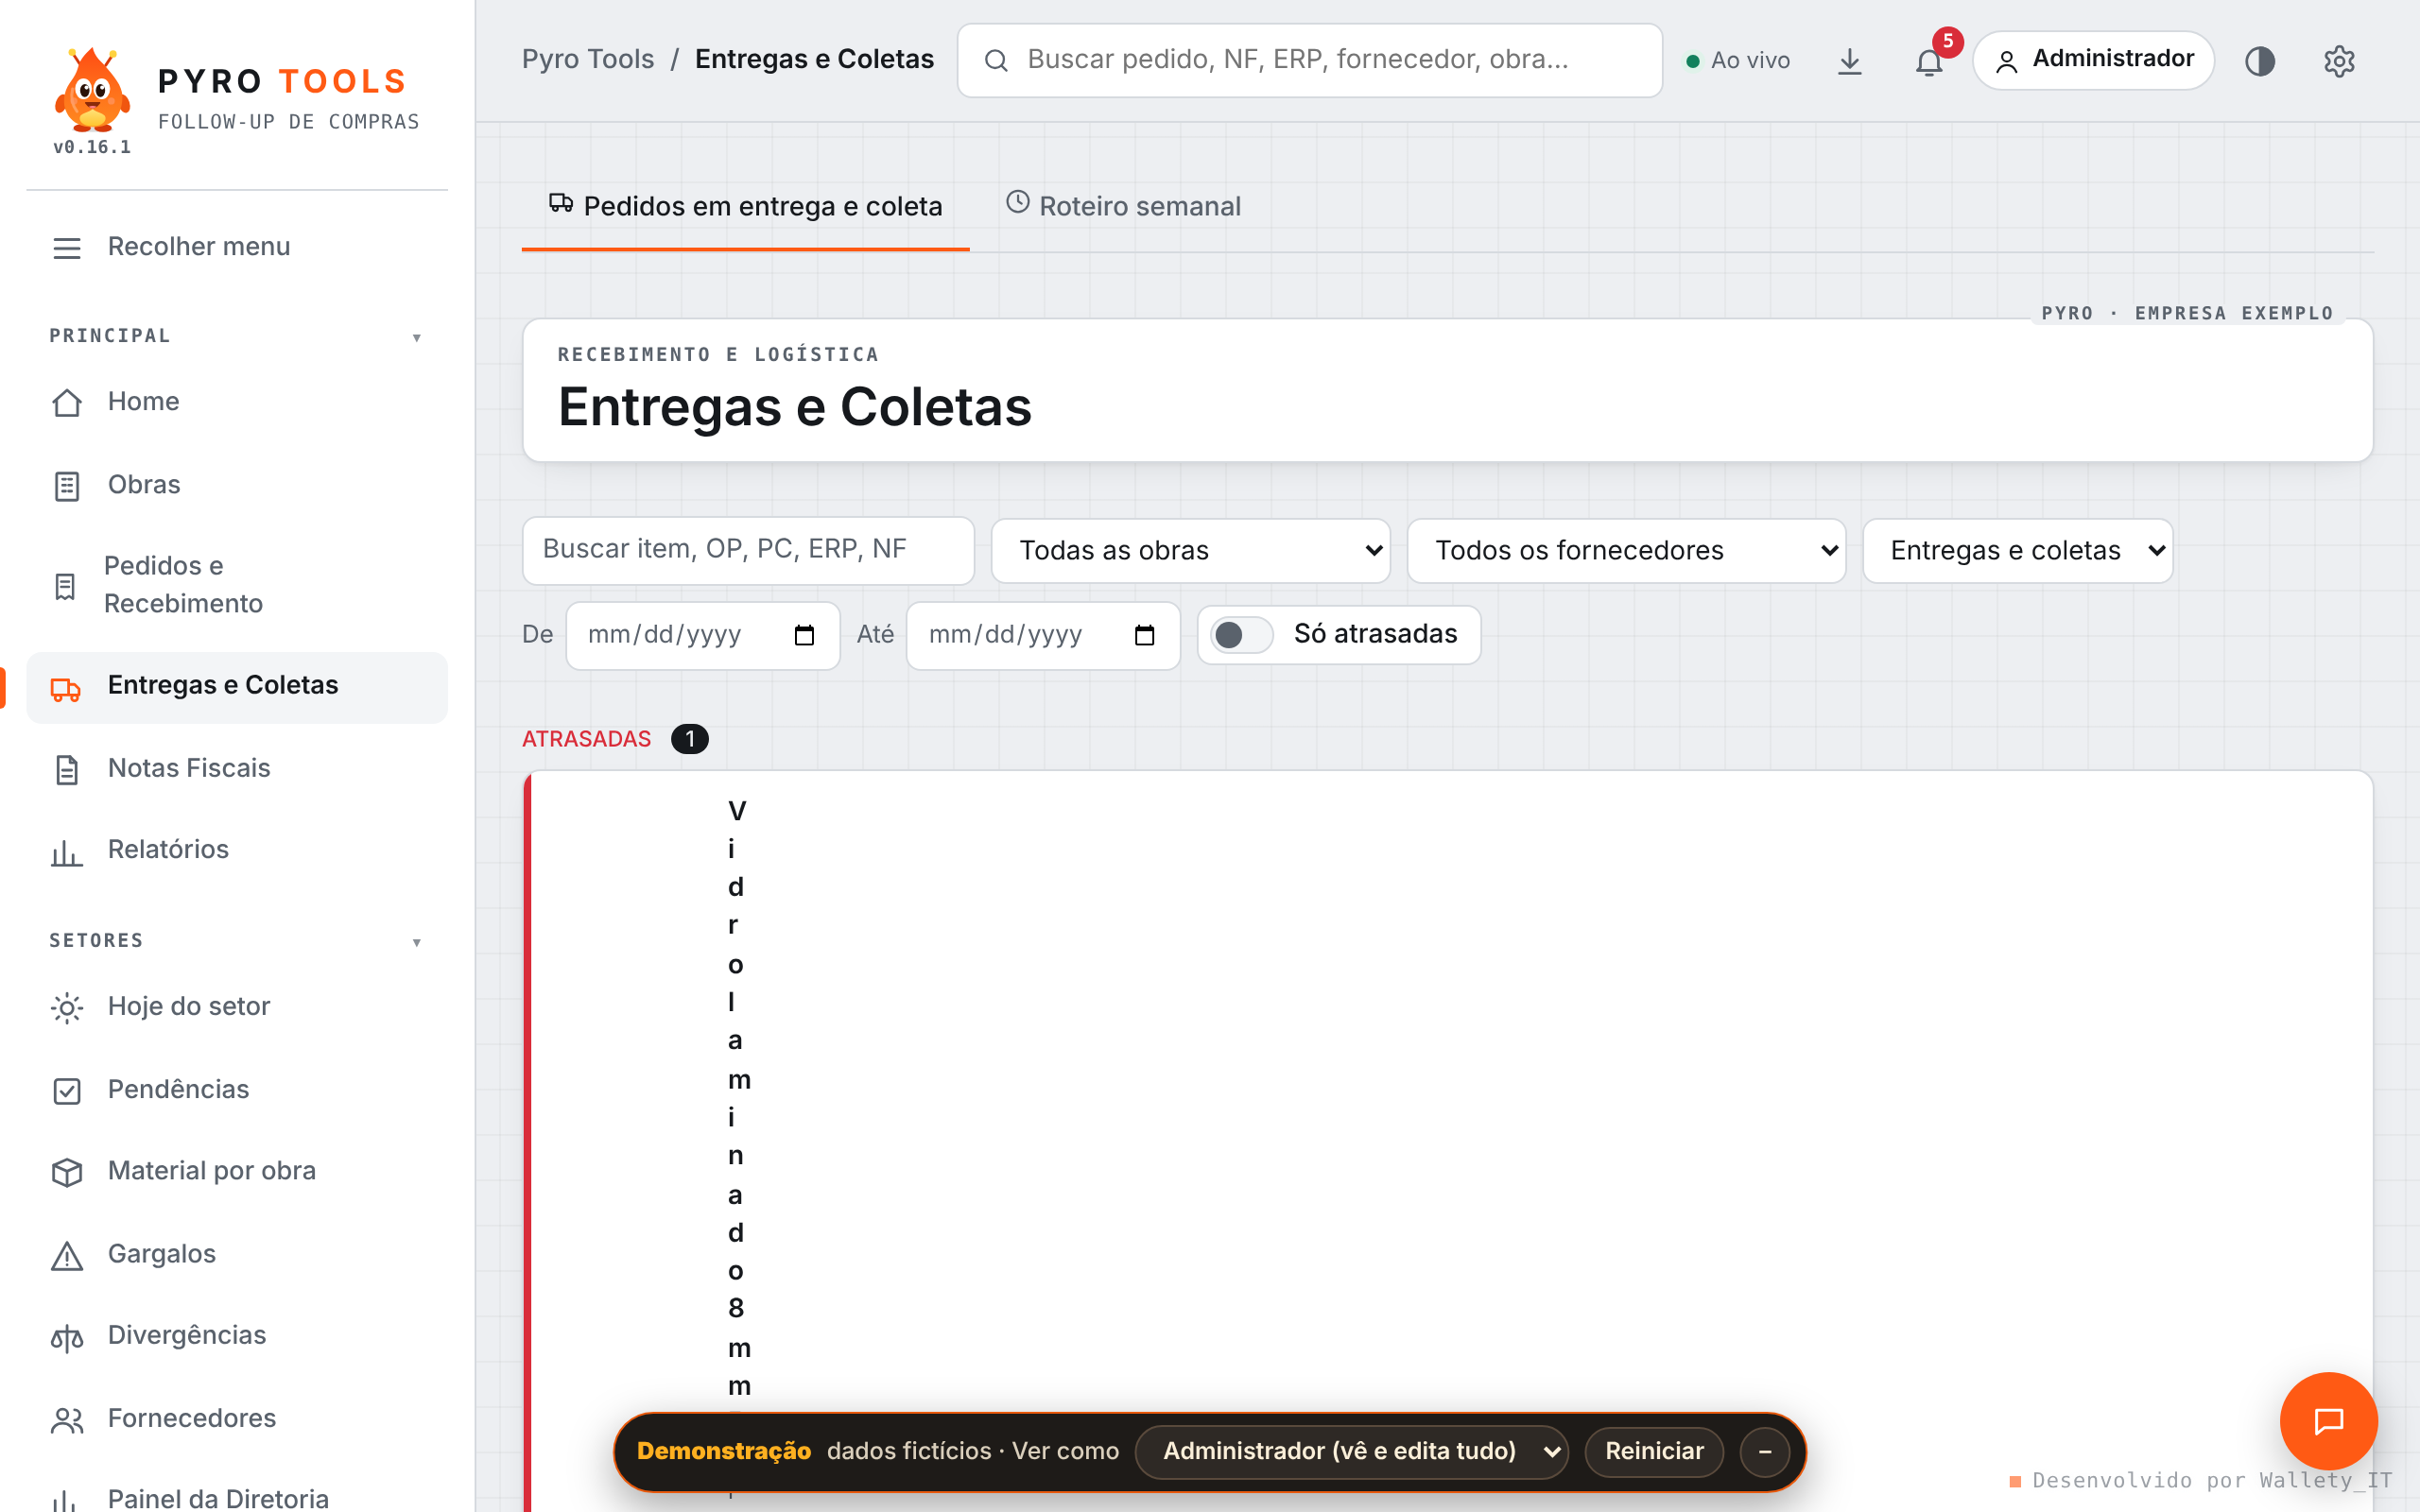 PYRO TOOLS
FOLLOW-UP DE COMPRAS
v0.16.1
Recolher menu
PRINCIPAL
Home
Obras
Pedidos e
Recebimento
Entregas e Coletas
Notas Fiscais
Relatórios
SETORES
Hoje do setor
Pendências
Material por obra
Gargalos
Divergências
Fornecedores
Painel da Diretoria
Pyro Tools / Entregas e Coletas
Buscar pedido, NF, ERP, fornecedor, obra...
Ao vivo
5
Administrador
Pedidos em entrega e coleta
Roteiro semanal
PYRO · EMPRESA EXEMPLO
RECEBIMENTO E LOGÍSTICA
Entregas e Coletas
Buscar item, OP, PC, ERP, NF
Todas as obras
Todos os fornecedores
Entregas e coletas
De mm/dd/yyyy
Até mm/dd/yyyy
Só atrasadas
ATRASADAS 1
V
i
d
r
o
l
a
m
i
n
a
d
o
8
m
m
Demonstração dados fictícios · Ver como Administrador (vê e edita tudo) Reiniciar –
Desenvolvido por Wallety_IT